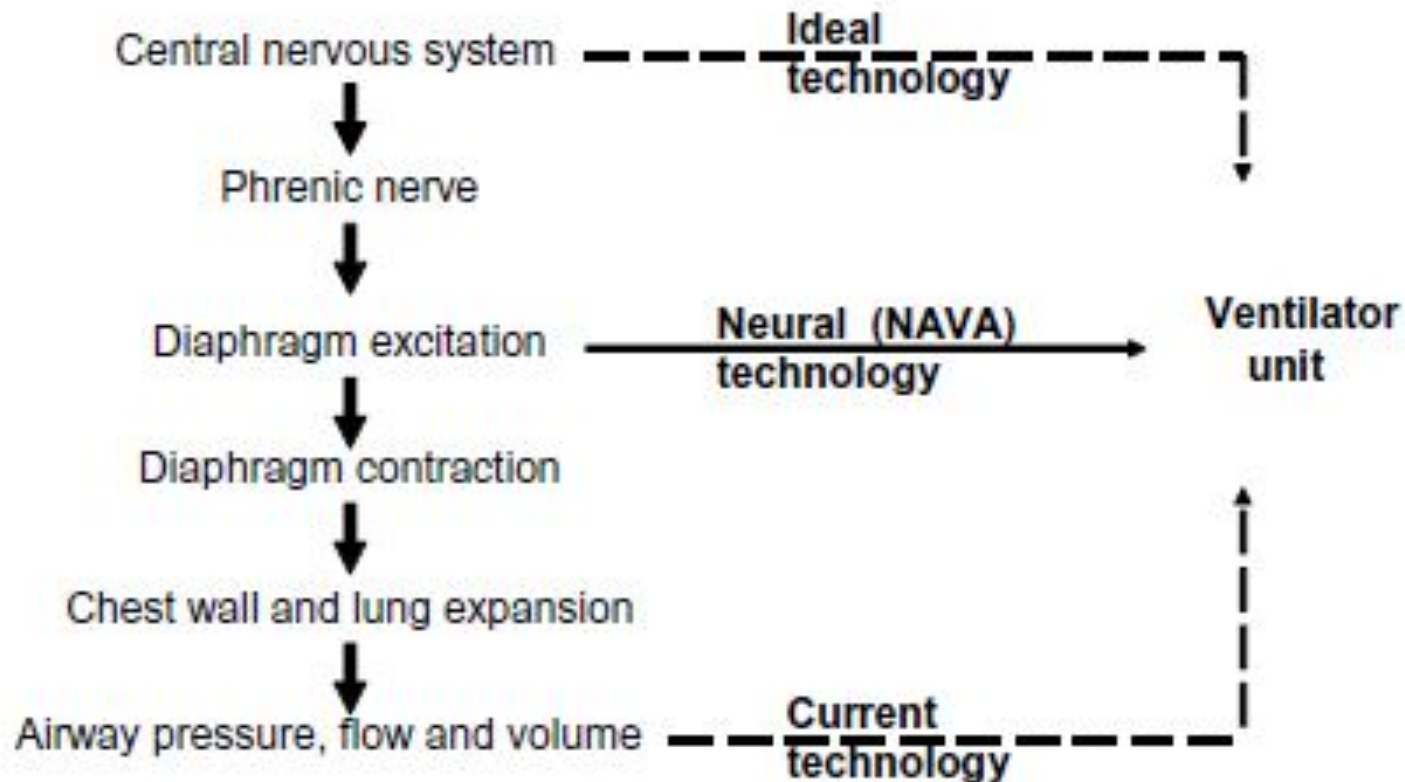 Central nervous system
Ideal
technology
Phrenic nerve
Diaphragm excitation
Neural (NAVA)
technology
Ventilator
unit
Diaphragm contraction
Chest wall and lung expansion
Airway pressure, flow and volume
Current
technology